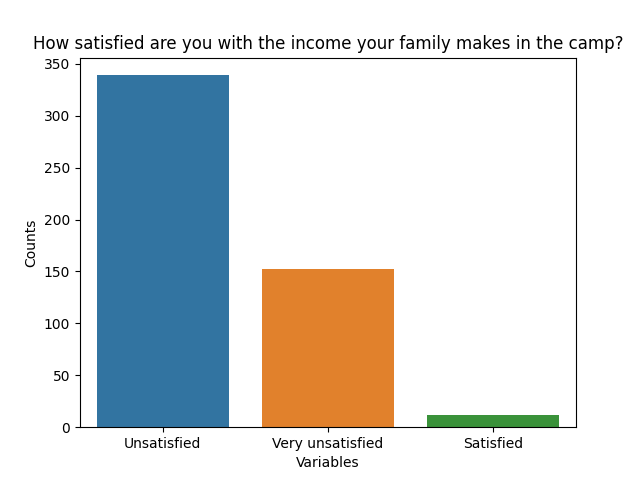 How satisfied are you with the income your family makes in the camp?
350
300
250
200
150
100
50
0
Counts
Unsatisfied Very unsatisfied Satisfied
Variables